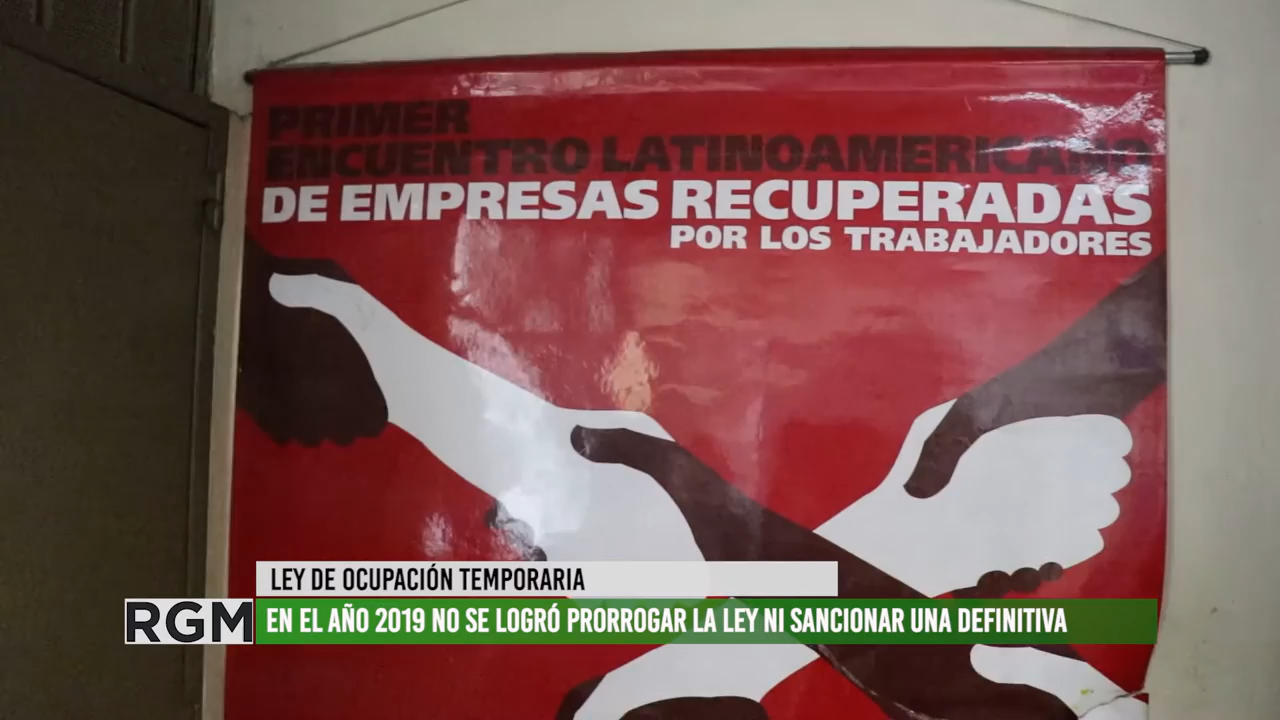 PRIMER
ENCUENTRO LATINOAMERICANO
DE EMPRESAS RECUPERADAS
POR LOS TRABAJADORES
LEY DE OCUPACIÓN TEMPORARIA
RGM
EN EL AÑO 2019 NO SE LOGRÓ PRORROGAR LA LEY NI SANCIONAR UNA DEFINITIVA